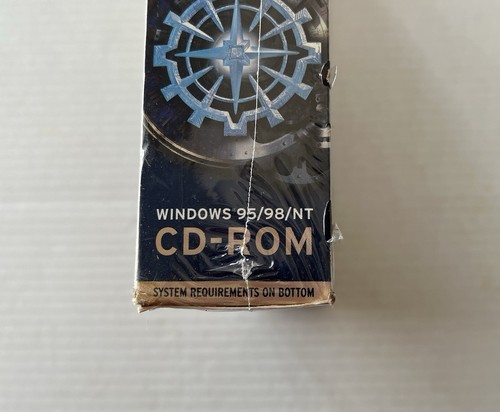 WINDOWS 95/98/NT
CD-ROM
SYSTEM REQUIREMENTS ON BOTTOM